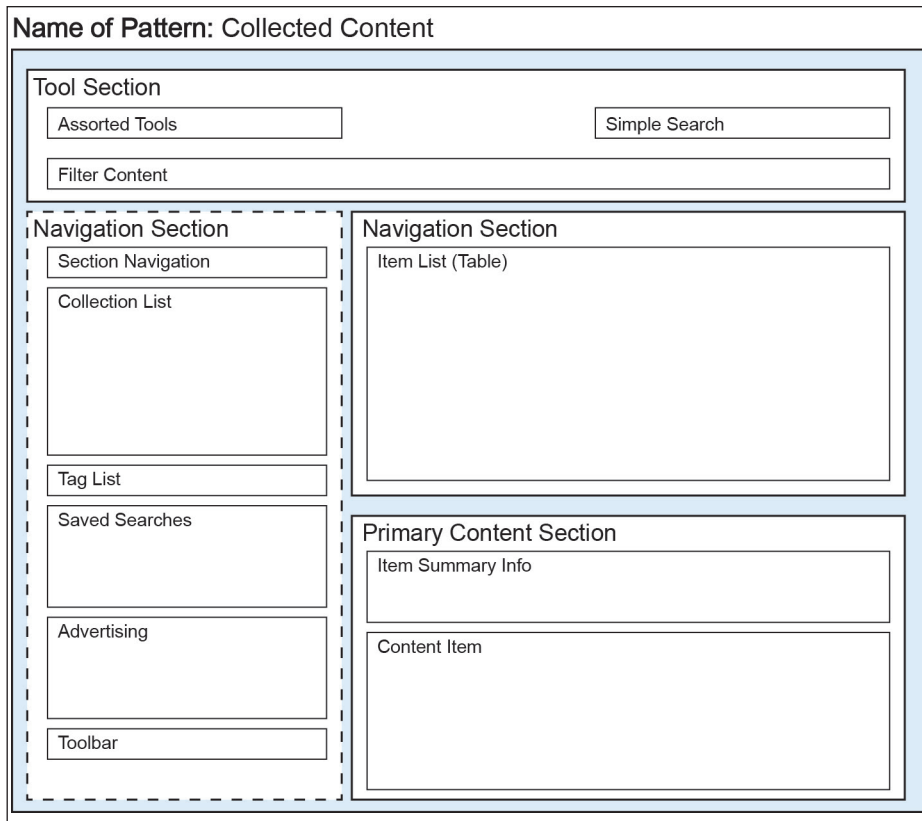 Name of Pattern: Collected Content
Tool Section
Assorted Tools
Simple Search
Filter Content
Navigation Section
Section Navigation
Collection List
Tag List
Saved Searches
Advertising
Toolbar
Navigation Section
Item List (Table)
Primary Content Section
Item Summary Info
Content Item